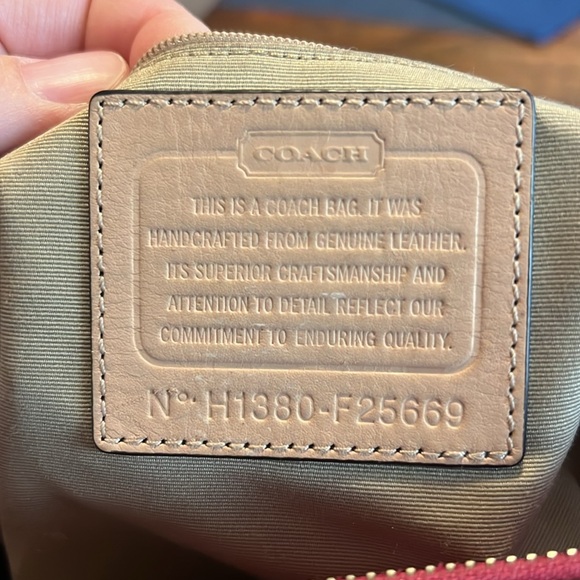 COACH
THIS IS A COACH BAG. IT WAS
HANDCRAFTED FROM GENUINE LEATHER.
ITS SUPERIOR CRAFTSMANSHIP AND
ATTENTION TO DETAIL REFLECT OUR
COMMITMENT TO ENDURING QUALITY.
Nº· H1380-F25669